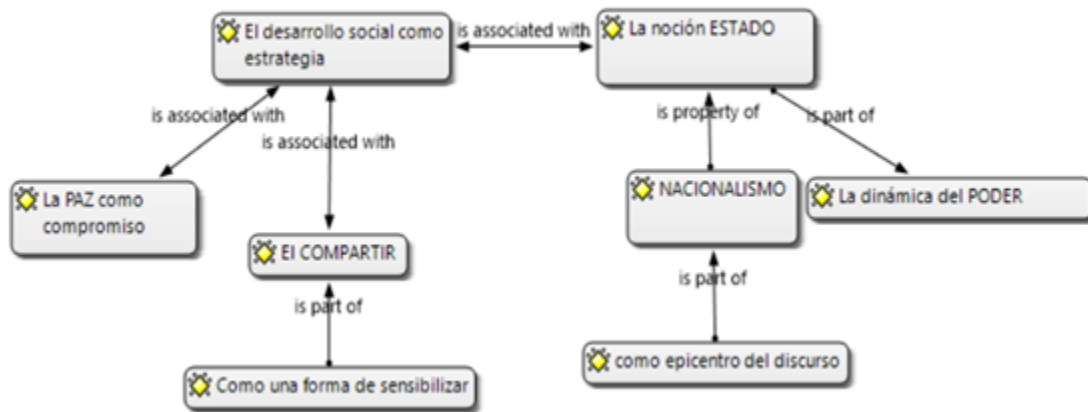 El desarrollo social como
estrategia
is associated with
La noción ESTADO
is associated with
is associated with
is property of
is part of
La PAZ como
compromiso
El COMPARTIR
NACIONALISMO
La dinámica del PODER
is part of
is part of
Como una forma de sensibilizar
como epicentro del discurso